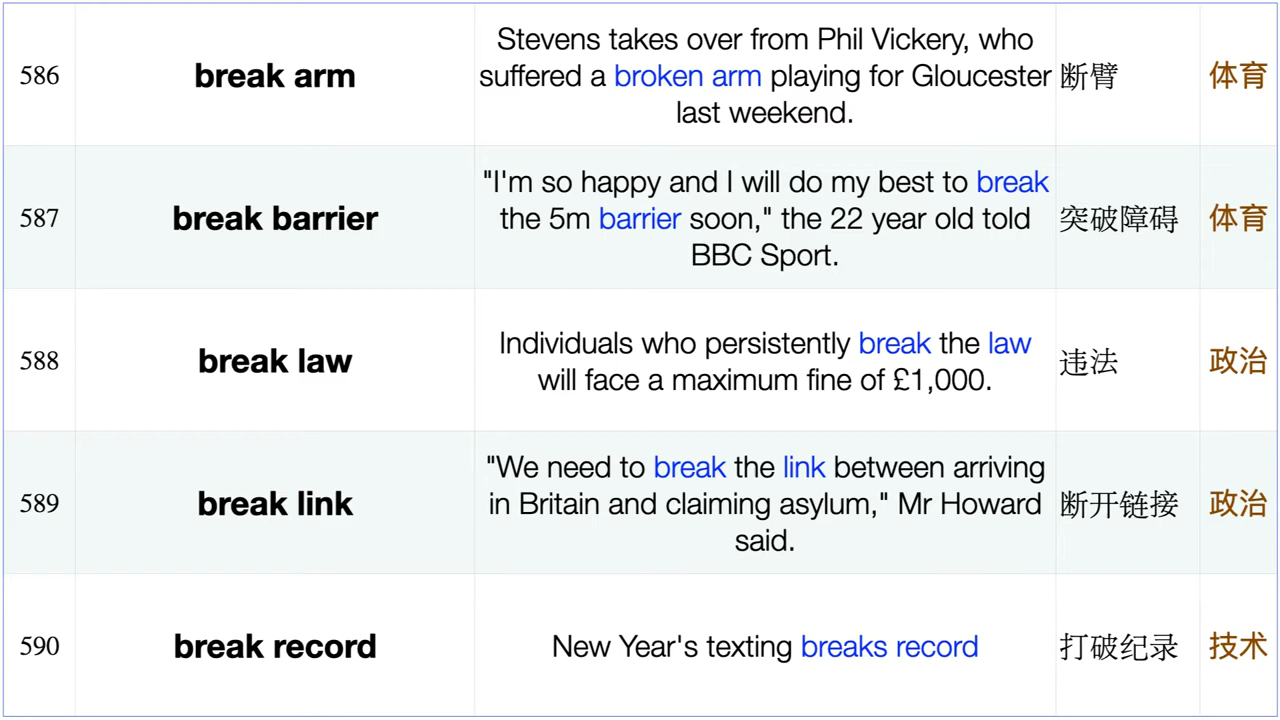 Stevens takes over from Phil Vickery, who
586 break arm suffered a broken arm playing for Gloucester 断臂 体育
last weekend.
"I'm so happy and I will do my best to break
587 break barrier the 5m barrier soon," the 22 year old told 突破障碍 体育
BBC Sport.
Individuals who persistently break the law
588 break law 违法 政治
will face a maximum fine of £1,000.
"We need to break the link between arriving
589 break link in Britain and claiming asylum," Mr Howard 断开链接 政治
said.
590 break record New Year's texting breaks record 打破纪录 技术